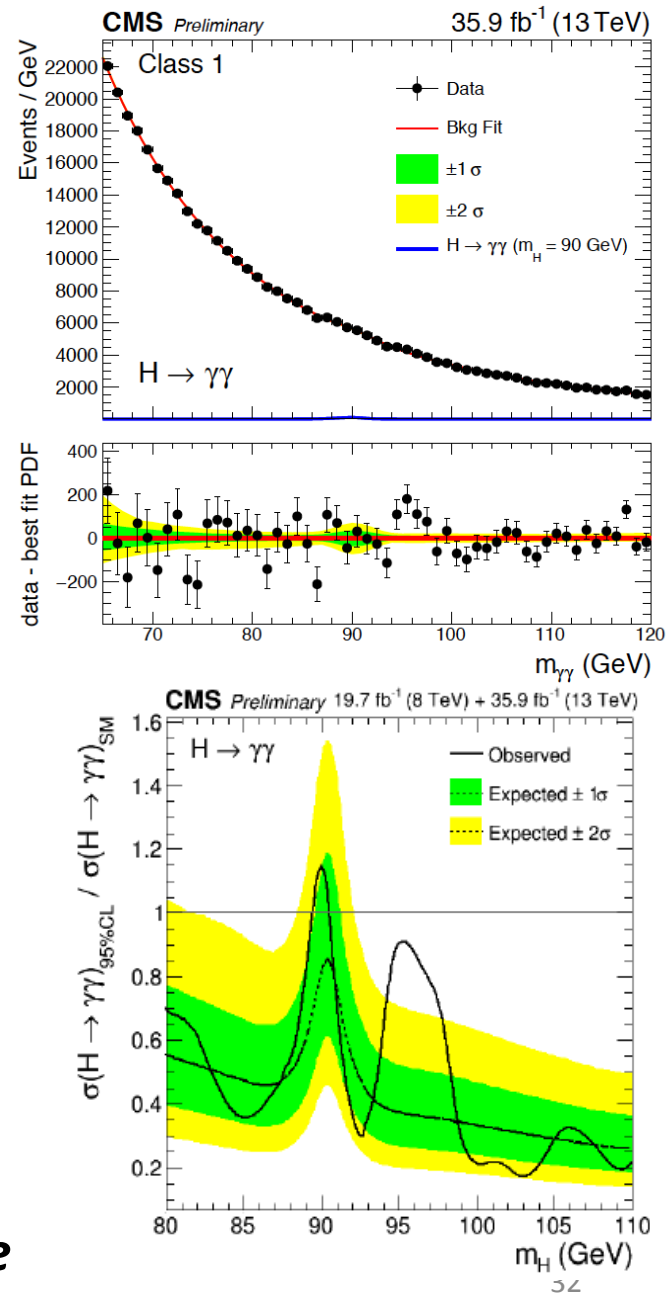 CMS Preliminary 35.9 fb⁻¹ (13 TeV)
Class 1
Events / GeV
22000
20000
18000
16000
14000
12000
10000
8000
6000
4000
2000
Data
Bkg Fit
±1 σ
±2 σ
H → γγ (m_H = 90 GeV)
H → γγ
data - best fit PDF
400
200
0
−200
70 80 90 100 110 120
m_γγ (GeV)
CMS Preliminary 19.7 fb⁻¹ (8 TeV) + 35.9 fb⁻¹ (13 TeV)
σ(H → γγ)_95%CL / σ(H → γγ)_SM
H → γγ
1.6
1.4
1.2
1
0.8
0.6
0.4
0.2
Observed
Expected ± 1σ
Expected ± 2σ
80 85 90 95 100 105 110
m_H (GeV)
e
32